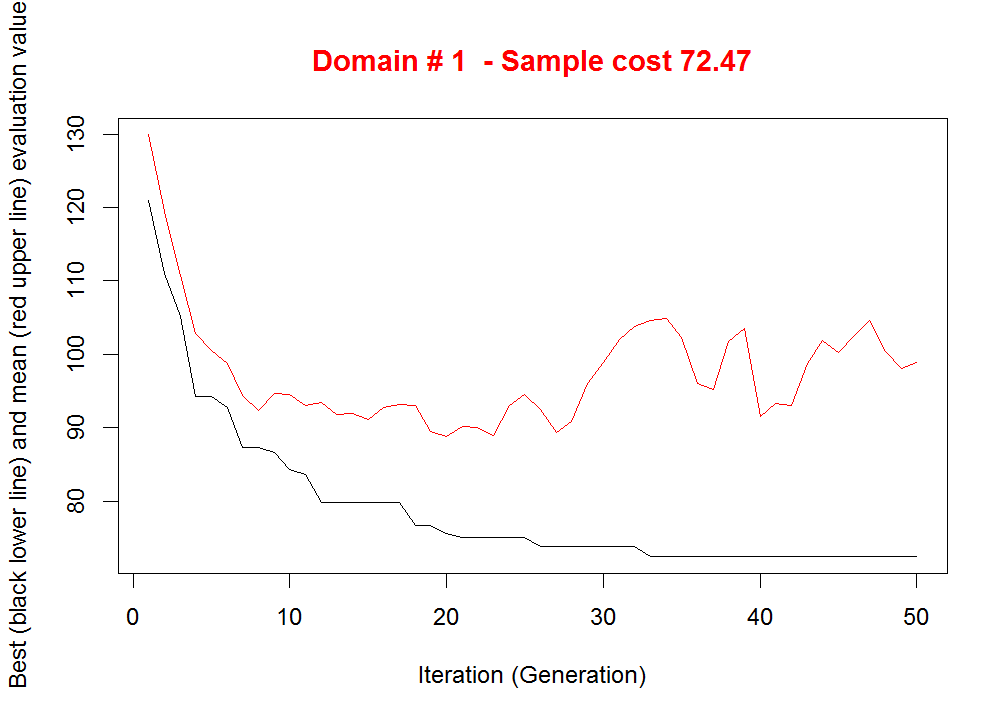 Domain # 1  - Sample cost 72.47
Best (black lower line) and mean (red upper line) evaluation value
130
120
110
100
90
80
0 10 20 30 40 50
Iteration (Generation)